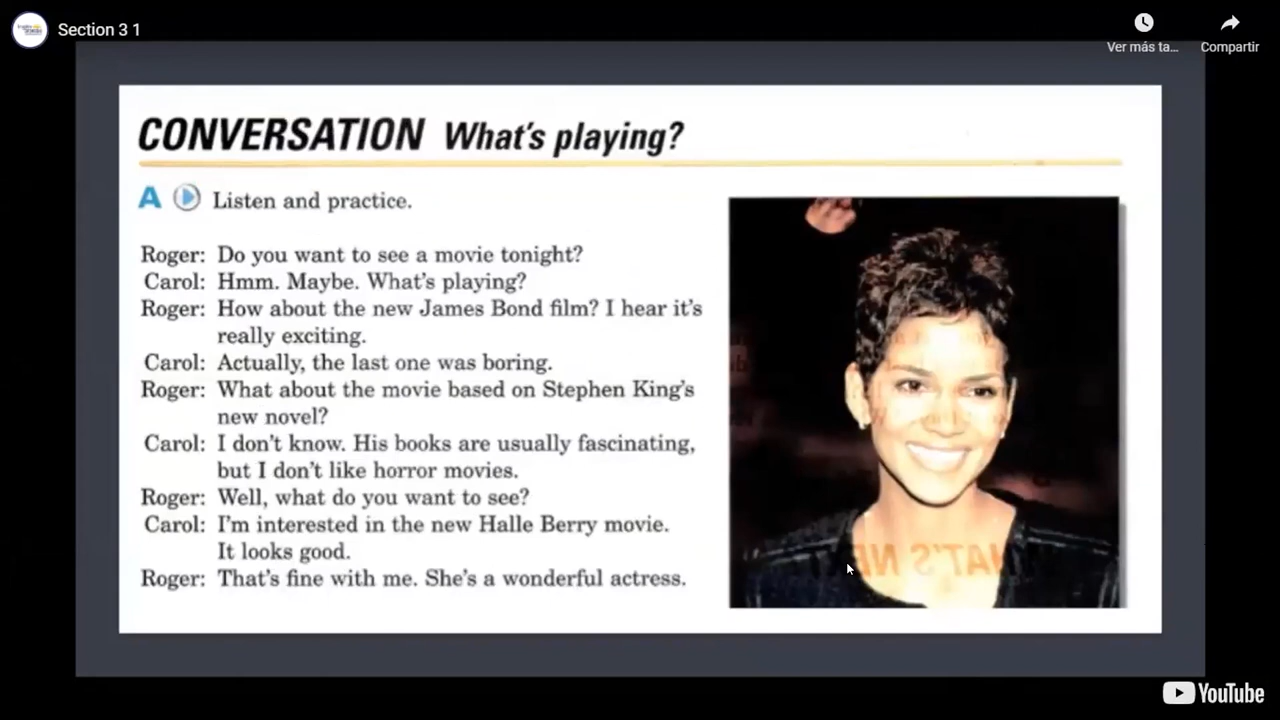 Section 3 1
Ver más ta...
Compartir
CONVERSATION What's playing?
A Listen and practice.
Roger: Do you want to see a movie tonight?
Carol: Hmm. Maybe. What's playing?
Roger: How about the new James Bond film? I hear it's
really exciting.
Carol: Actually, the last one was boring.
Roger: What about the movie based on Stephen King's
new novel?
Carol: I don't know. His books are usually fascinating,
but I don't like horror movies.
Roger: Well, what do you want to see?
Carol: I'm interested in the new Halle Berry movie.
It looks good.
Roger: That's fine with me. She's a wonderful actress.
WHAT'S NEXT
YouTube